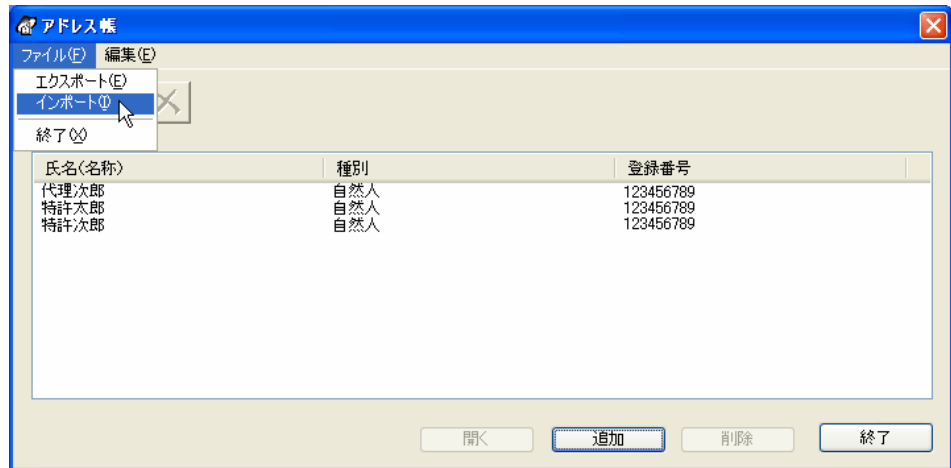 アドレス帳
ファイル(F) 編集(E)
エクスポート(E)
インポート(I)
終了(X)
氏名(名称) 種別 登録番号
代理次郎 自然人 123456789
特許太郎 自然人 123456789
特許次郎 自然人 123456789
開く 追加 削除 終了